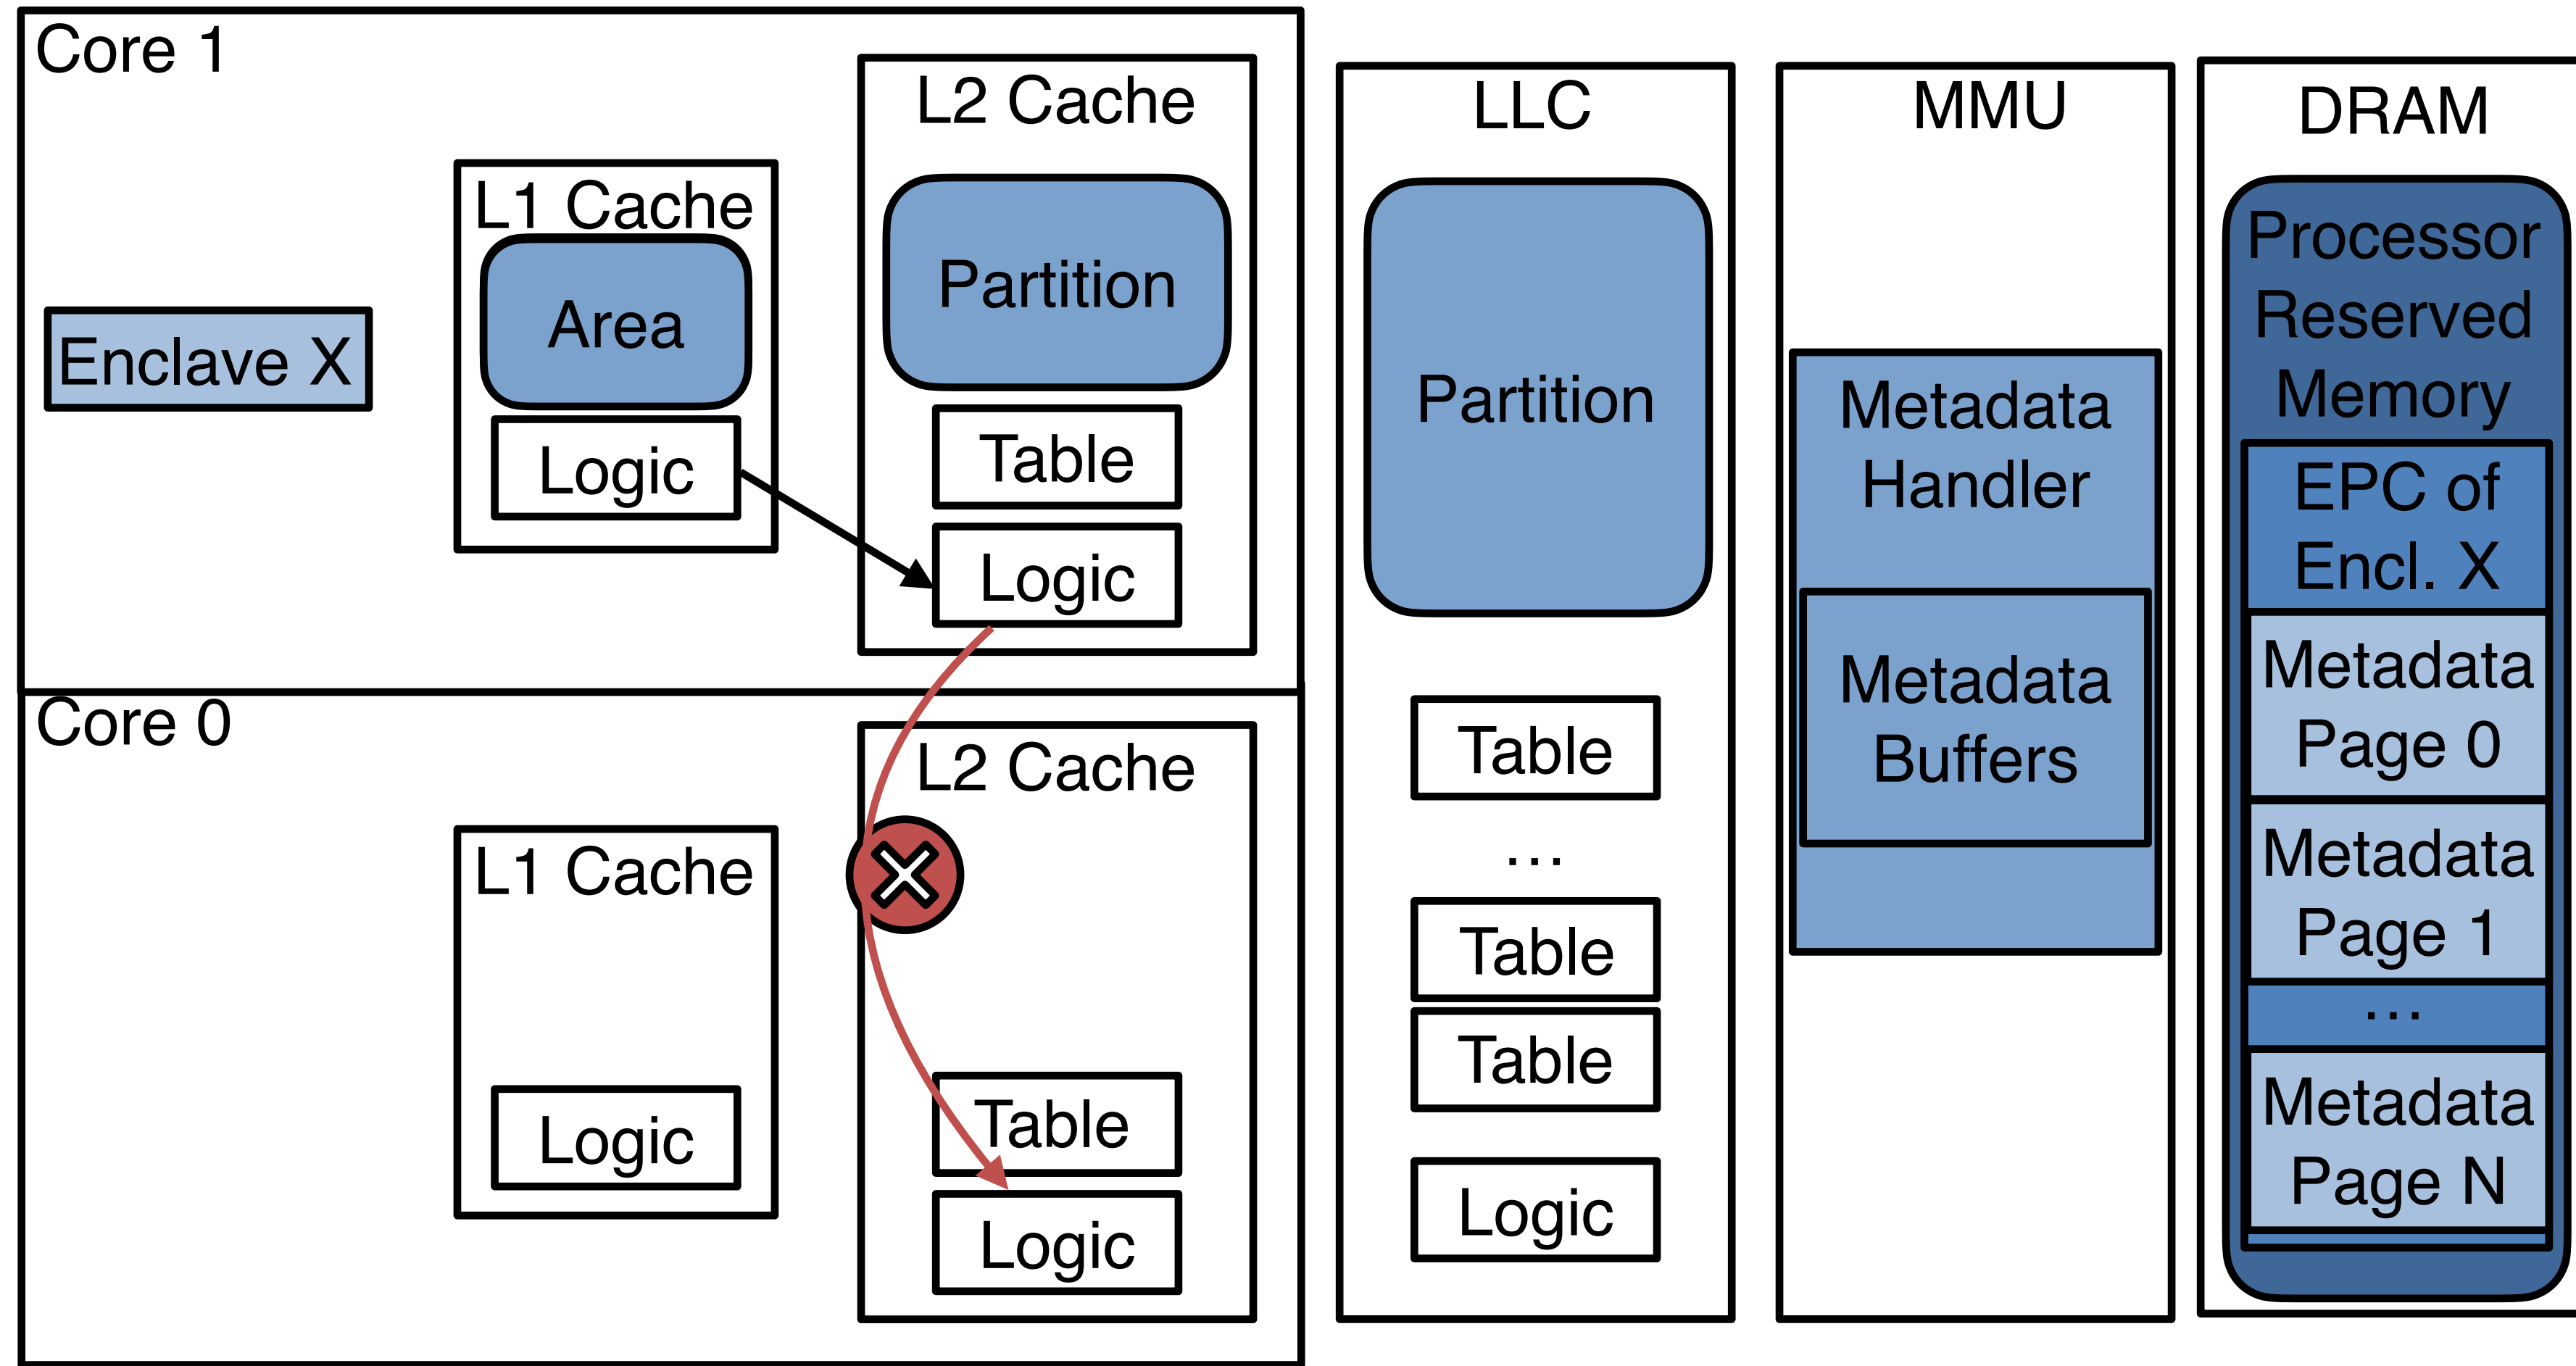 Core 1
Enclave X
L1 Cache
Area
Logic
L2 Cache
Partition
Table
Logic
Core 0
L1 Cache
Logic
L2 Cache
Table
Logic
LLC
Partition
Table
...
Table
Table
Logic
MMU
Metadata
Handler
Metadata
Buffers
DRAM
Processor
Reserved
Memory
EPC of
Encl. X
Metadata
Page 0
Metadata
Page 1
...
Metadata
Page N